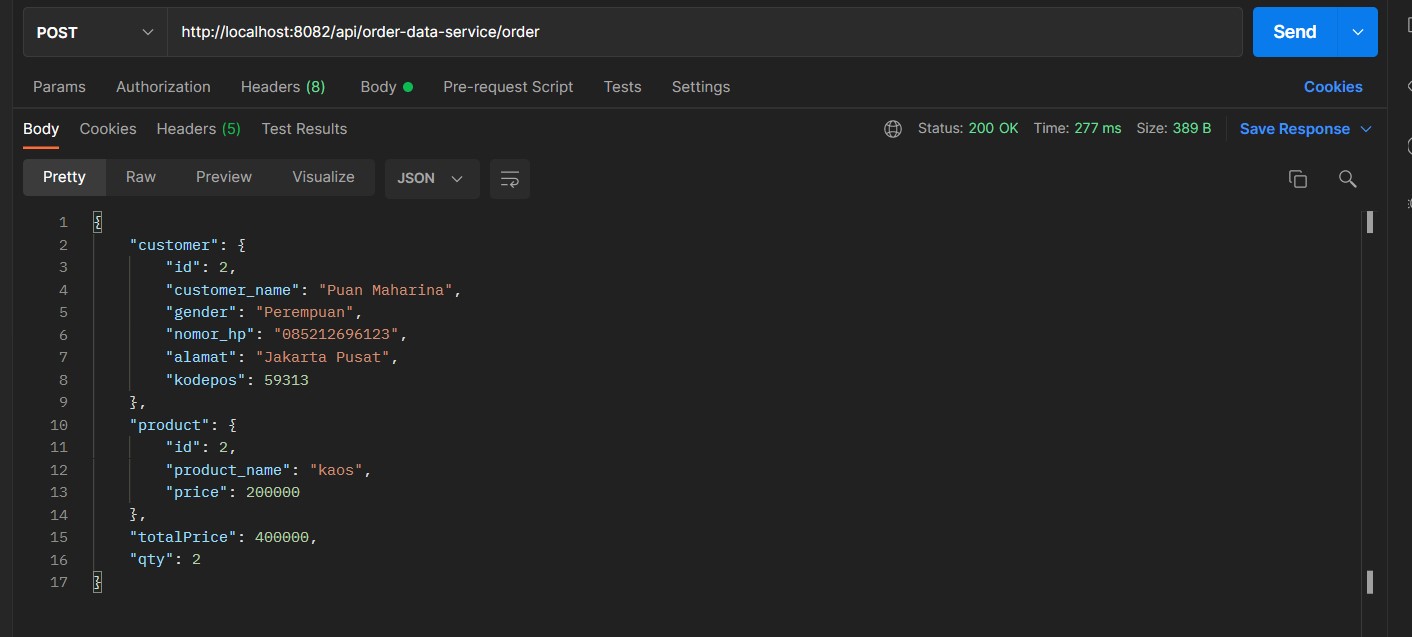 POST http://localhost:8082/api/order-data-service/order Send
Params Authorization Headers (8) Body Pre-request Script Tests Settings Cookies
Body Cookies Headers (5) Test Results Status: 200 OK Time: 277 ms Size: 389 B Save Response
Pretty Raw Preview Visualize JSON
1 {
2 "customer": {
3 "id": 2,
4 "customer_name": "Puan Maharina",
5 "gender": "Perempuan",
6 "nomor_hp": "085212696123",
7 "alamat": "Jakarta Pusat",
8 "kodepos": 59313
9 },
10 "product": {
11 "id": 2,
12 "product_name": "kaos",
13 "price": 200000
14 },
15 "totalPrice": 400000,
16 "qty": 2
17 }